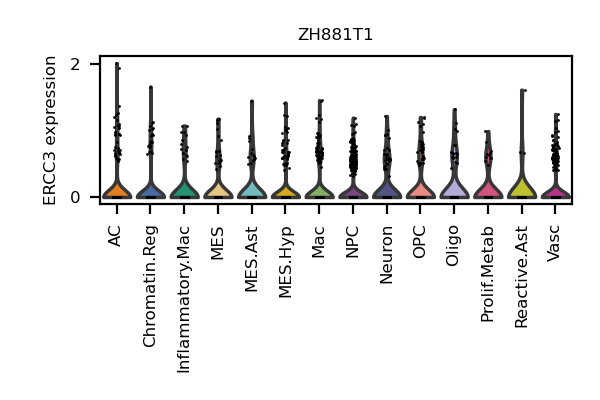 ZH881T1
ERCC3 expression
2
0
AC
Chromatin.Reg
Inflammatory.Mac
MES
MES.Ast
MES.Hyp
Mac
NPC
Neuron
OPC
Oligo
Prolif.Metab
Reactive.Ast
Vasc